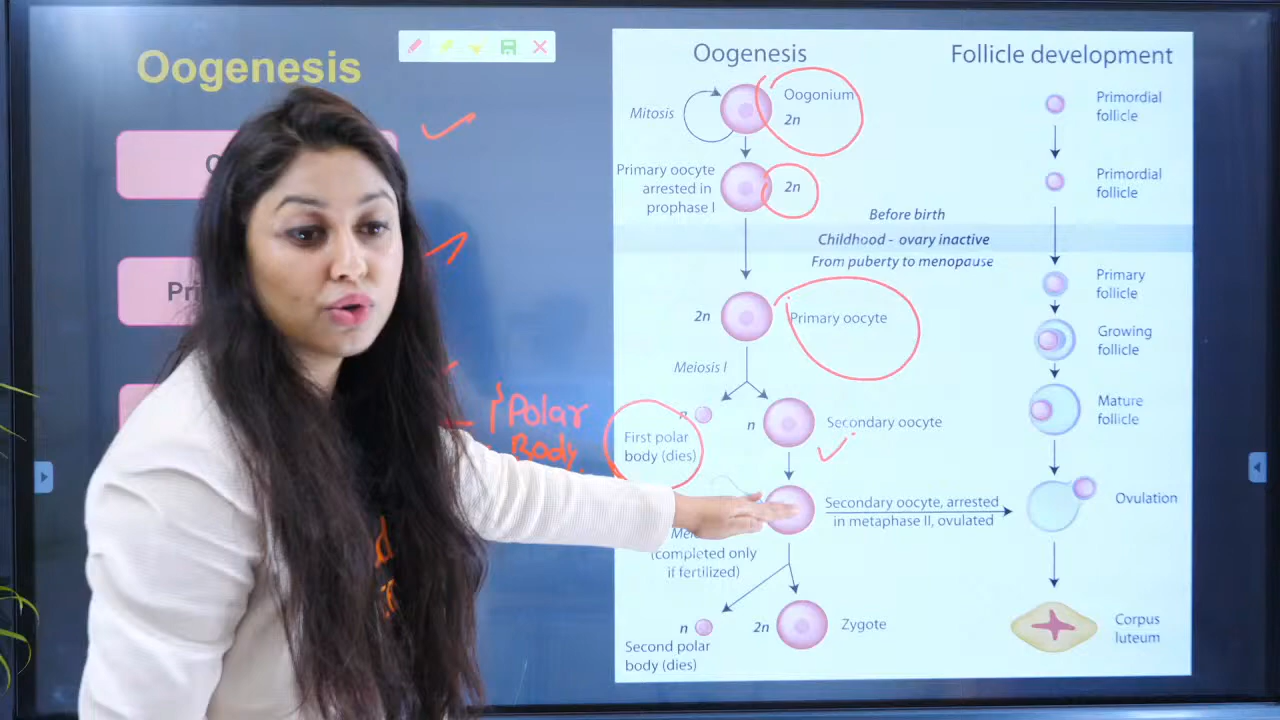 Oogenesis
Pri
Polar
Body
Oogenesis
Follicle development
Mitosis
Oogonium
2n
Primordial
follicle
Primary oocyte
arrested in
prophase I
2n
Primordial
follicle
Before birth
Childhood - ovary inactive
From puberty to menopause
2n
Primary oocyte
Primary
follicle
Growing
follicle
Meiosis I
n
First polar
body (dies)
n
Secondary oocyte
Mature
follicle
Secondary oocyte, arrested
in metaphase II, ovulated
Ovulation
(completed only
if fertilized)
n
Second polar
body (dies)
2n
Zygote
Corpus
luteum